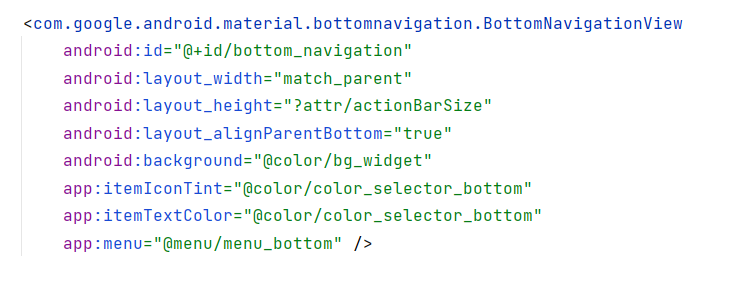 <com.google.android.material.bottomnavigation.BottomNavigationView
android:id="@+id/bottom_navigation"
android:layout_width="match_parent"
android:layout_height="?attr/actionBarSize"
android:layout_alignParentBottom="true"
android:background="@color/bg_widget"
app:itemIconTint="@color/color_selector_bottom"
app:itemTextColor="@color/color_selector_bottom"
app:menu="@menu/menu_bottom" />